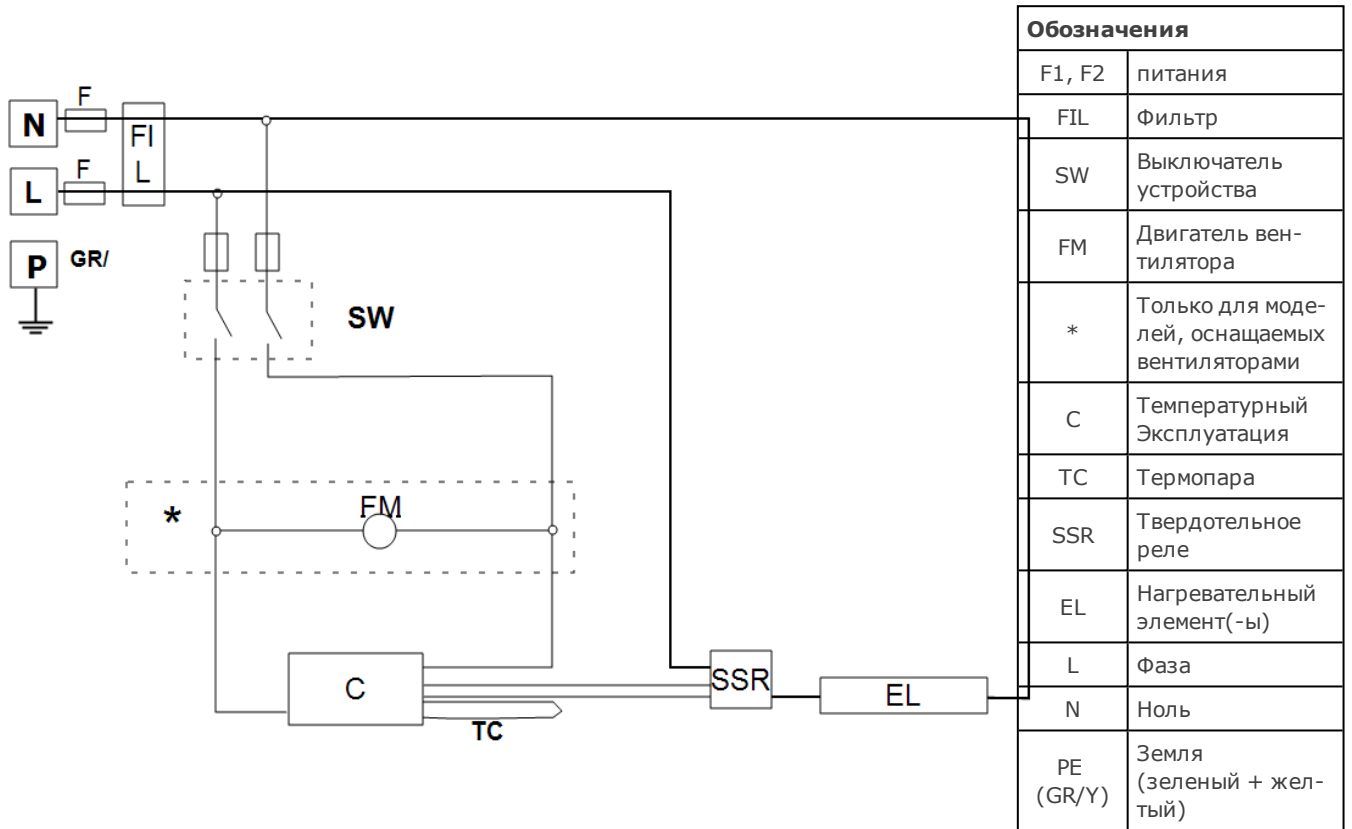 F
N
FI
L
F
L
P
GR/
SW
*
FM
C
TC
SSR
EL
Обозначения
F1, F2 питания
FIL Фильтр
SW Выключатель
устройства
FM Двигатель вен-
тилятора
* Только для моде-
лей, оснащаемых
вентиляторами
C Температурный
Эксплуатация
TC Термопара
SSR Твердотельное
реле
EL Нагревательный
элемент(-ы)
L Фаза
N Ноль
PE
(GR/Y) Земля
(зеленый + жел-
тый)